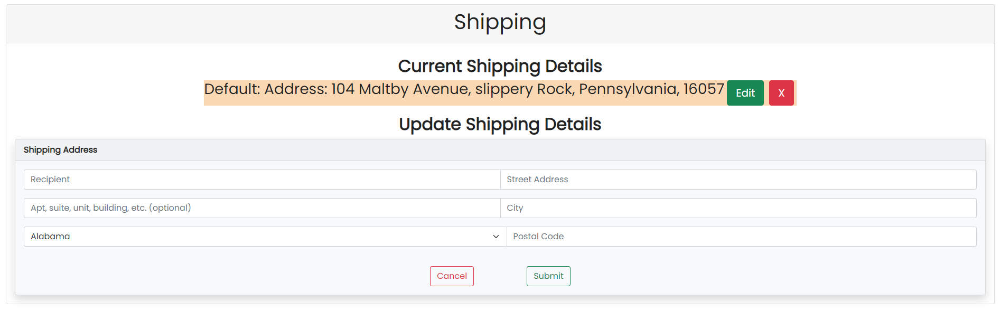 Shipping
Current Shipping Details
Default: Address: 104 Maltby Avenue, slippery Rock, Pennsylvania, 16057 Edit X
Update Shipping Details
Shipping Address
Recipient Street Address
Apt, suite, unit, building, etc. (optional) City
Alabama Postal Code
Cancel Submit